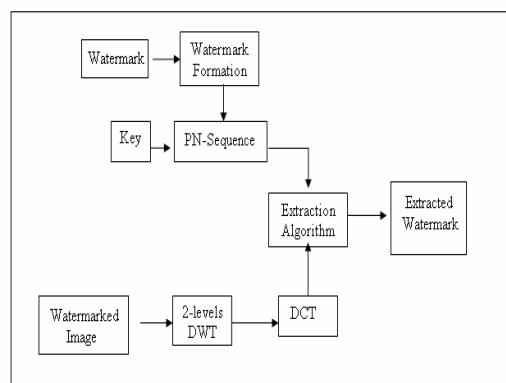 Watermark
Watermark
Formation
Key
PN-Sequence
Extraction
Algorithm
Extracted
Watermark
Watermarked
Image
2-levels
DWT
DCT